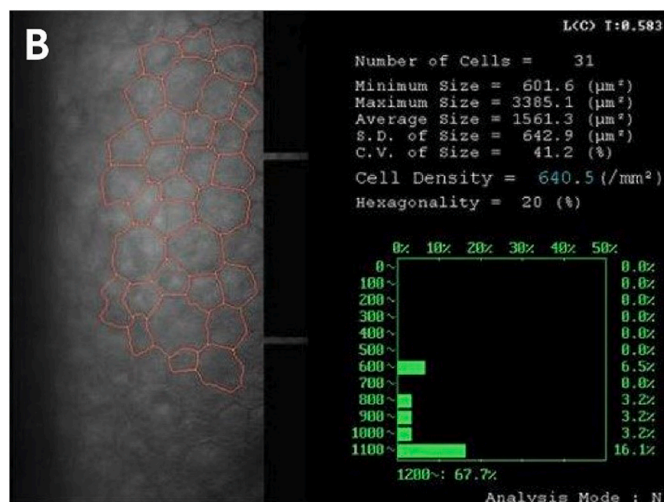 B
L(C) T:0.583
Number of Cells = 31
Minimum Size = 601.6 (µm²)
Maximum Size = 3385.1 (µm²)
Average Size = 1561.3 (µm²)
S.D. of Size = 642.9 (µm²)
C.V. of Size = 41.2 (%)
Cell Density = 640.5(/mm²)
Hexagonality = 20 (%)
0% 10% 20% 30% 40% 50%
0~ 0.0%
100~ 0.0%
200~ 0.0%
300~ 0.0%
400~ 0.0%
500~ 0.0%
600~ 6.5%
700~ 0.0%
800~ 3.2%
900~ 3.2%
1000~ 3.2%
1100~ 16.1%
1200~: 67.7%
Analysis Mode : N